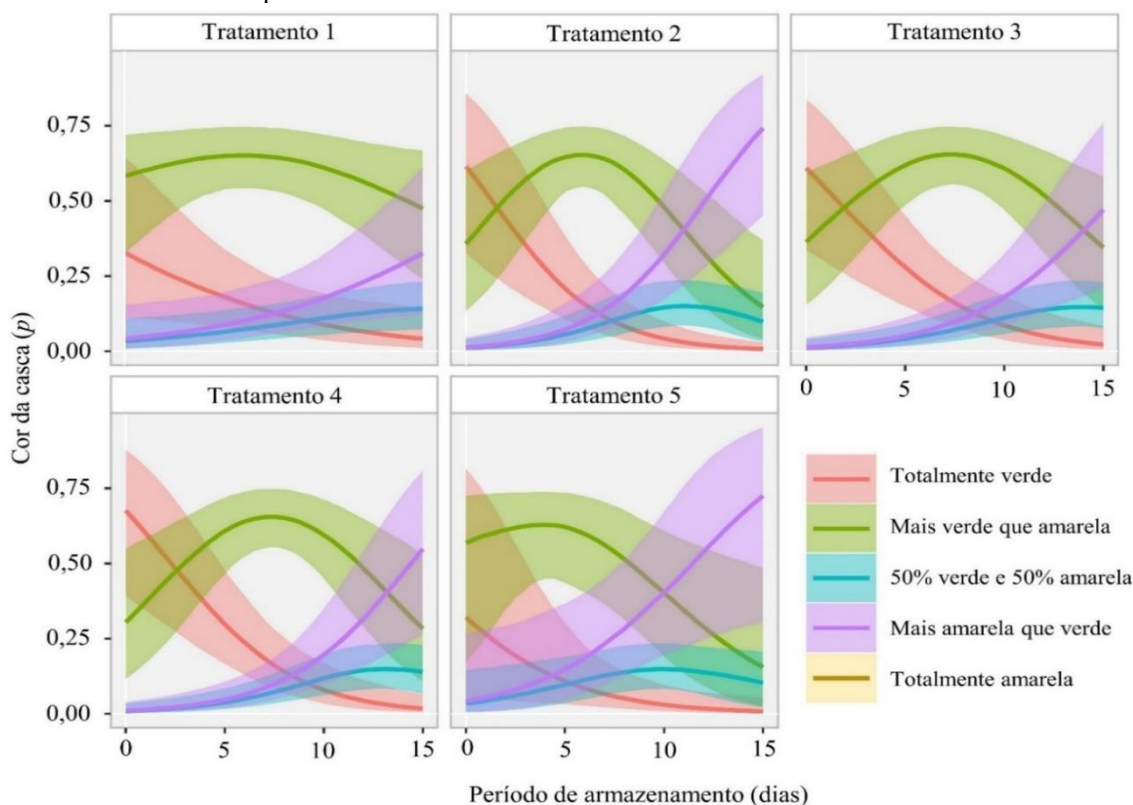 Tratamento 1
Tratamento 2
Tratamento 3
0,75
0,50
0,25
0,00
0 5 10 15
Tratamento 4
Tratamento 5
Cor da casca (p)
0,75
0,50
0,25
0,00
0 5 10 15
0 5 10 15
Totalmente verde
Mais verde que amarela
50% verde e 50% amarela
Mais amarela que verde
Totalmente amarela
Período de armazenamento (dias)